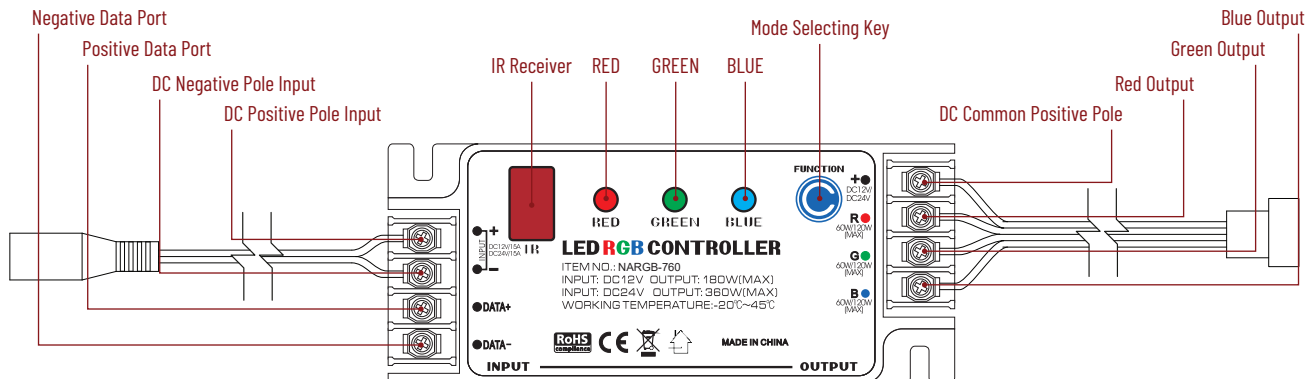 Negative Data Port
Positive Data Port
DC Negative Pole Input
DC Positive Pole Input
IR Receiver
RED
GREEN
BLUE
Mode Selecting Key
Blue Output
Green Output
Red Output
DC Common Positive Pole
INPUT
+
DC12V/15A
DC24V/15A
−
DATA+
DATA−
IR
RED
GREEN
BLUE
FUNCTION
LED RGB CONTROLLER
ITEM NO.: NARGB-760
INPUT: DC12V OUTPUT: 180W(MAX)
INPUT: DC24V OUTPUT: 360W(MAX)
WORKING TEMPERATURE:-20℃~45℃
RoHS
compliance
CE
MADE IN CHINA
+
DC12V/
DC24V
R
60W/120W
(MAX)
G
60W/120W
(MAX)
B
60W/120W
(MAX)
INPUT
OUTPUT